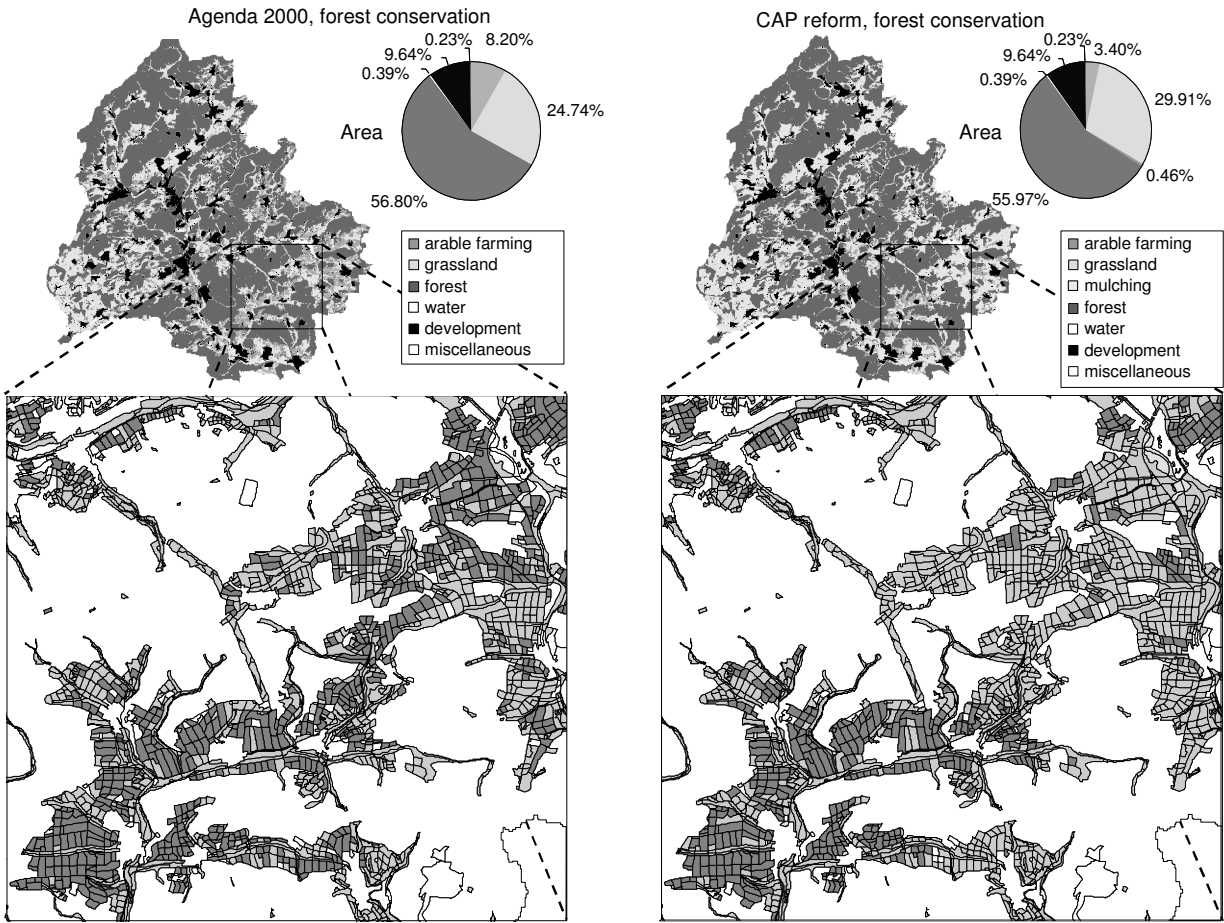 Agenda 2000, forest conservation
0.23%
8.20%
9.64%
0.39%
24.74%
Area
56.80%
arable farming
grassland
forest
water
development
miscellaneous
CAP reform, forest conservation
0.23%
3.40%
9.64%
0.39%
29.91%
Area
0.46%
55.97%
arable farming
grassland
mulching
forest
water
development
miscellaneous